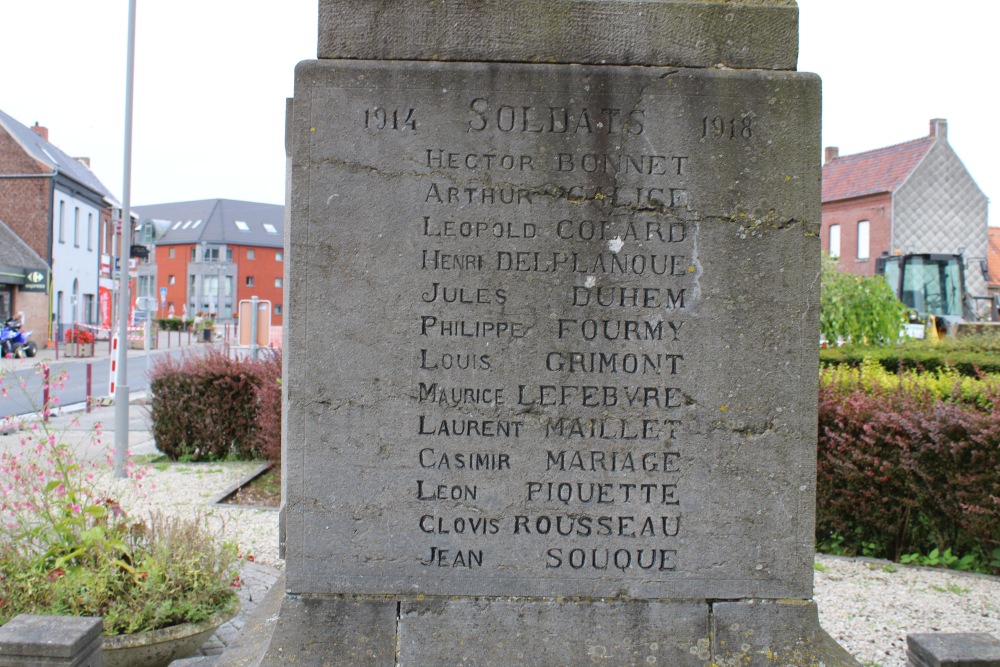 1914 SOLDATS 1918
HECTOR BONNET
ARTHUR CALICE
LEOPOLD COLARD
HENRI DELPLANQUE
JULES DUHEM
PHILIPPE FOURMY
LOUIS GRIMONT
MAURICE LEFEBVRE
LAURENT MAILLET
CASIMIR MARIAGE
LEON PIQUETTE
CLOVIS ROUSSEAU
JEAN SOUQUE